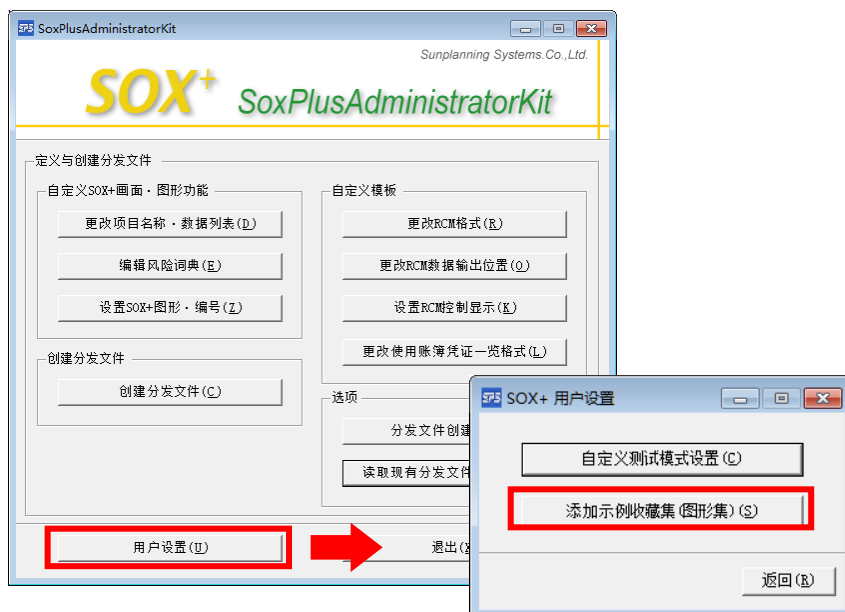 SPS SoxPlusAdministratorKit
Sunplanning Systems.Co.,Ltd.
SOX+ SoxPlusAdministratorKit
定义与创建分发文件
自定义SOX+画面・图形功能
更改项目名称・数据列表(D)
编辑风险词典(E)
设置SOX+图形・编号(Z)
创建分发文件
创建分发文件(C)
自定义模板
更改RCM格式(R)
更改RCM数据输出位置(O)
设置RCM控制显示(K)
更改使用账簿凭证一览格式(L)
选项
分发文件创建
读取现有分发文件
用户设置(U)
退出(X
SPS SOX+ 用户设置
自定义测试模式设置(C)
添加示例收藏集(图形集)(S)
返回(R)